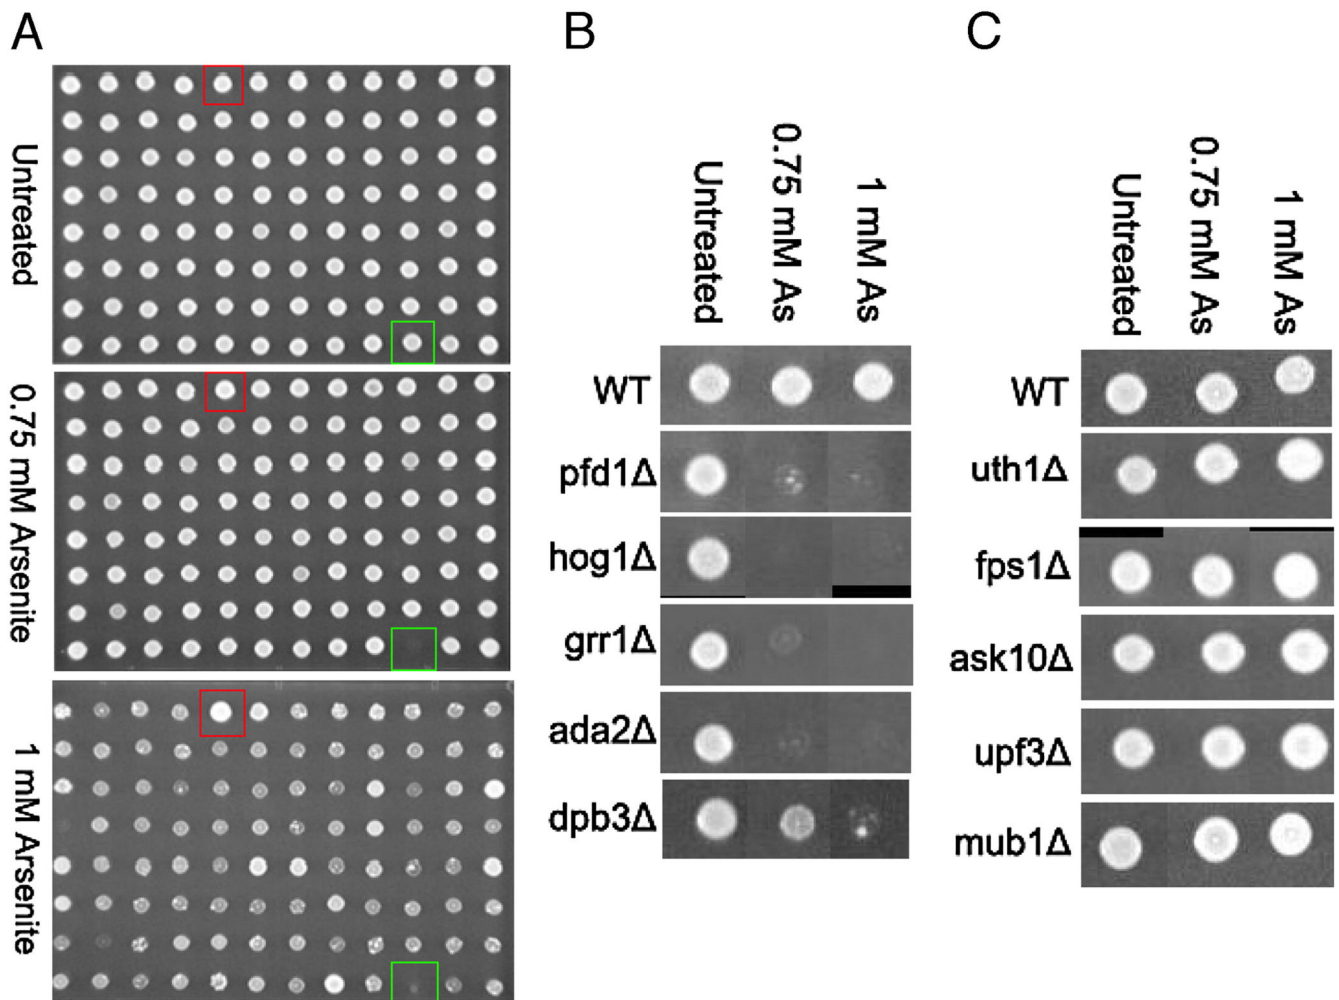 A
B
C
Untreated
0.75 mM Arsenite
1 mM Arsenite
Untreated
0.75 mM As
1 mM As
WT
pfd1Δ
hog1Δ
grr1Δ
ada2Δ
dpb3Δ
Untreated
0.75 mM As
1 mM As
WT
uth1Δ
fps1Δ
ask10Δ
upf3Δ
mub1Δ